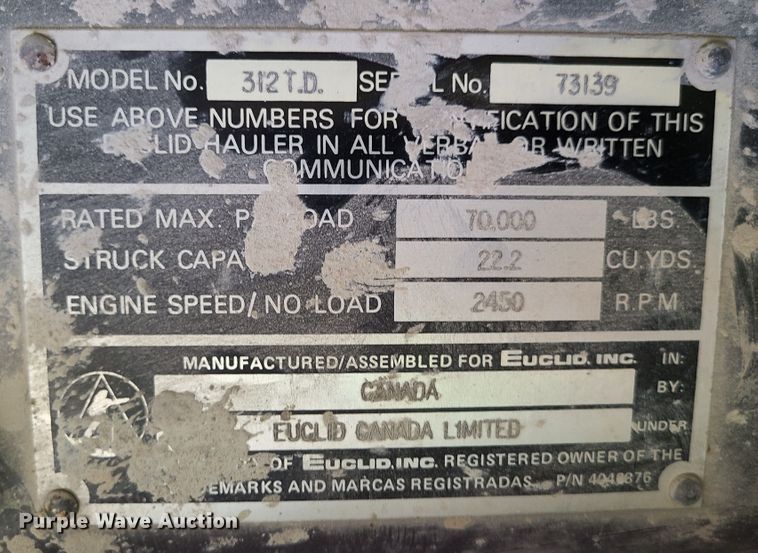 MODEL No. 312 T.D. SE L No. 73139
USE ABOVE NUMBERS FOR FICATION OF THIS
HAULER IN ALL OR WRITTEN
COMMUNICATIO
RATED MAX. P LOAD 70,000 LBS
STRUCK CAPA 22.2 CU. YDS.
ENGINE SPEED/NO LOAD 2450 R.P.M
MANUFACTURED/ASSEMBLED FOR EUCLID, INC. IN:
CANADA BY:
EUCLID CANADA LIMITED UNDER
OF EUCLID, INC. REGISTERED OWNER OF THE
EMARKS AND MARCAS REGISTRADAS P/N
Purple Wave Auction